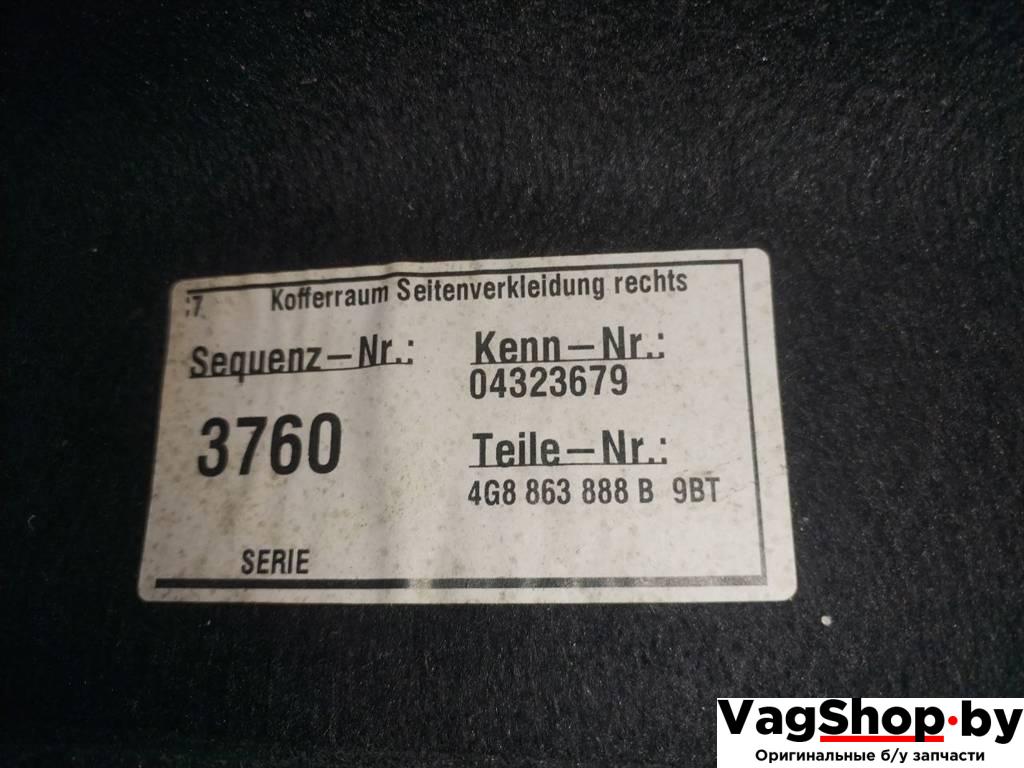 :7 Kofferraum Seitenverkleidung rechts
Sequenz-Nr.: Kenn-Nr.:
04323679
3760
Teile-Nr.:
4G8 863 888 B 9BT
SERIE
VagShop.by
Оригинальные б/у запчасти